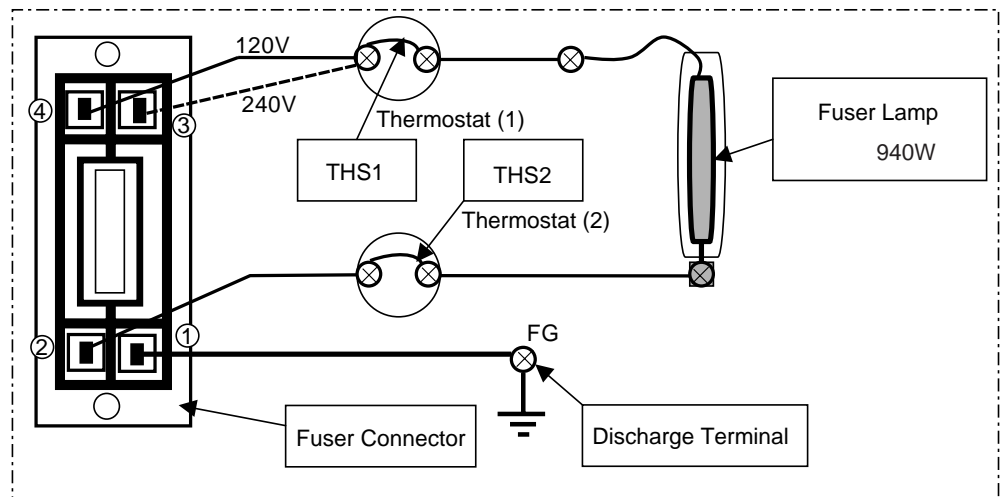 120V
④
240V
③
Thermostat (1)
Fuser Lamp
940W
THS1
THS2
Thermostat (2)
②
①
FG
Fuser Connector
Discharge Terminal